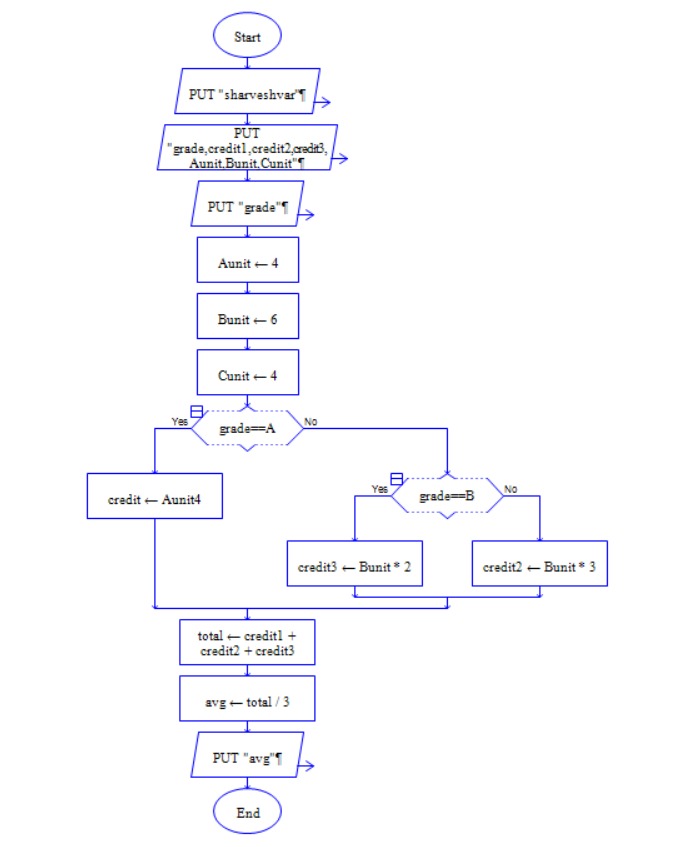 Start
PUT "sharveshvar"¶
PUT
"grade,credit1,credit2,credit3,
Aunit,Bunit,Cunit"¶
PUT "grade"¶
Aunit ← 4
Bunit ← 6
Cunit ← 4
Yes
grade==A
No
credit ← Aunit4
Yes
grade==B
No
credit3 ← Bunit * 2
credit2 ← Bunit * 3
total ← credit1 +
credit2 + credit3
avg ← total / 3
PUT "avg"¶
End